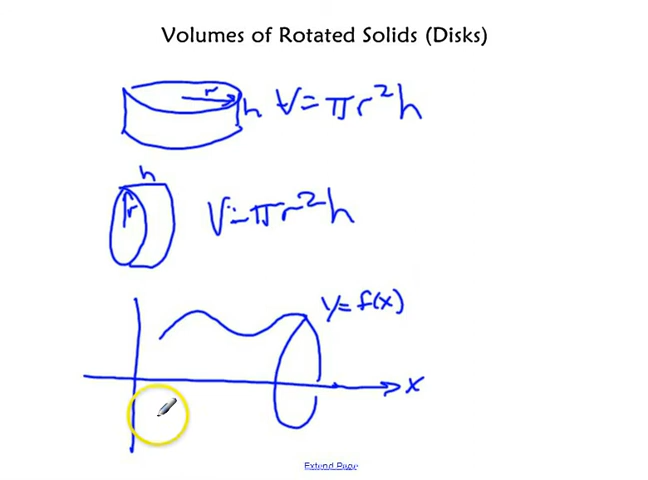 Volumes of Rotated Solids (Disks)
r
h V=πr²h
h
r
V=πr²h
y=f(x)
x
Extend Page